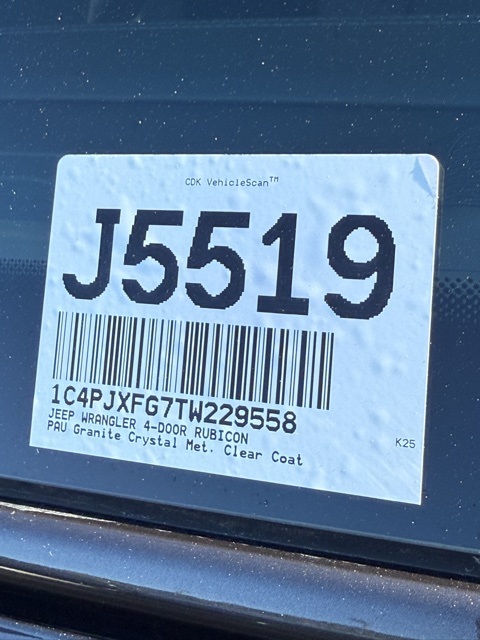 CDK VehicleScan™
J5519
1C4PJXFG7TW229558
JEEP WRANGLER 4-DOOR RUBICON
PAU Granite Crystal Met. Clear Coat
K25